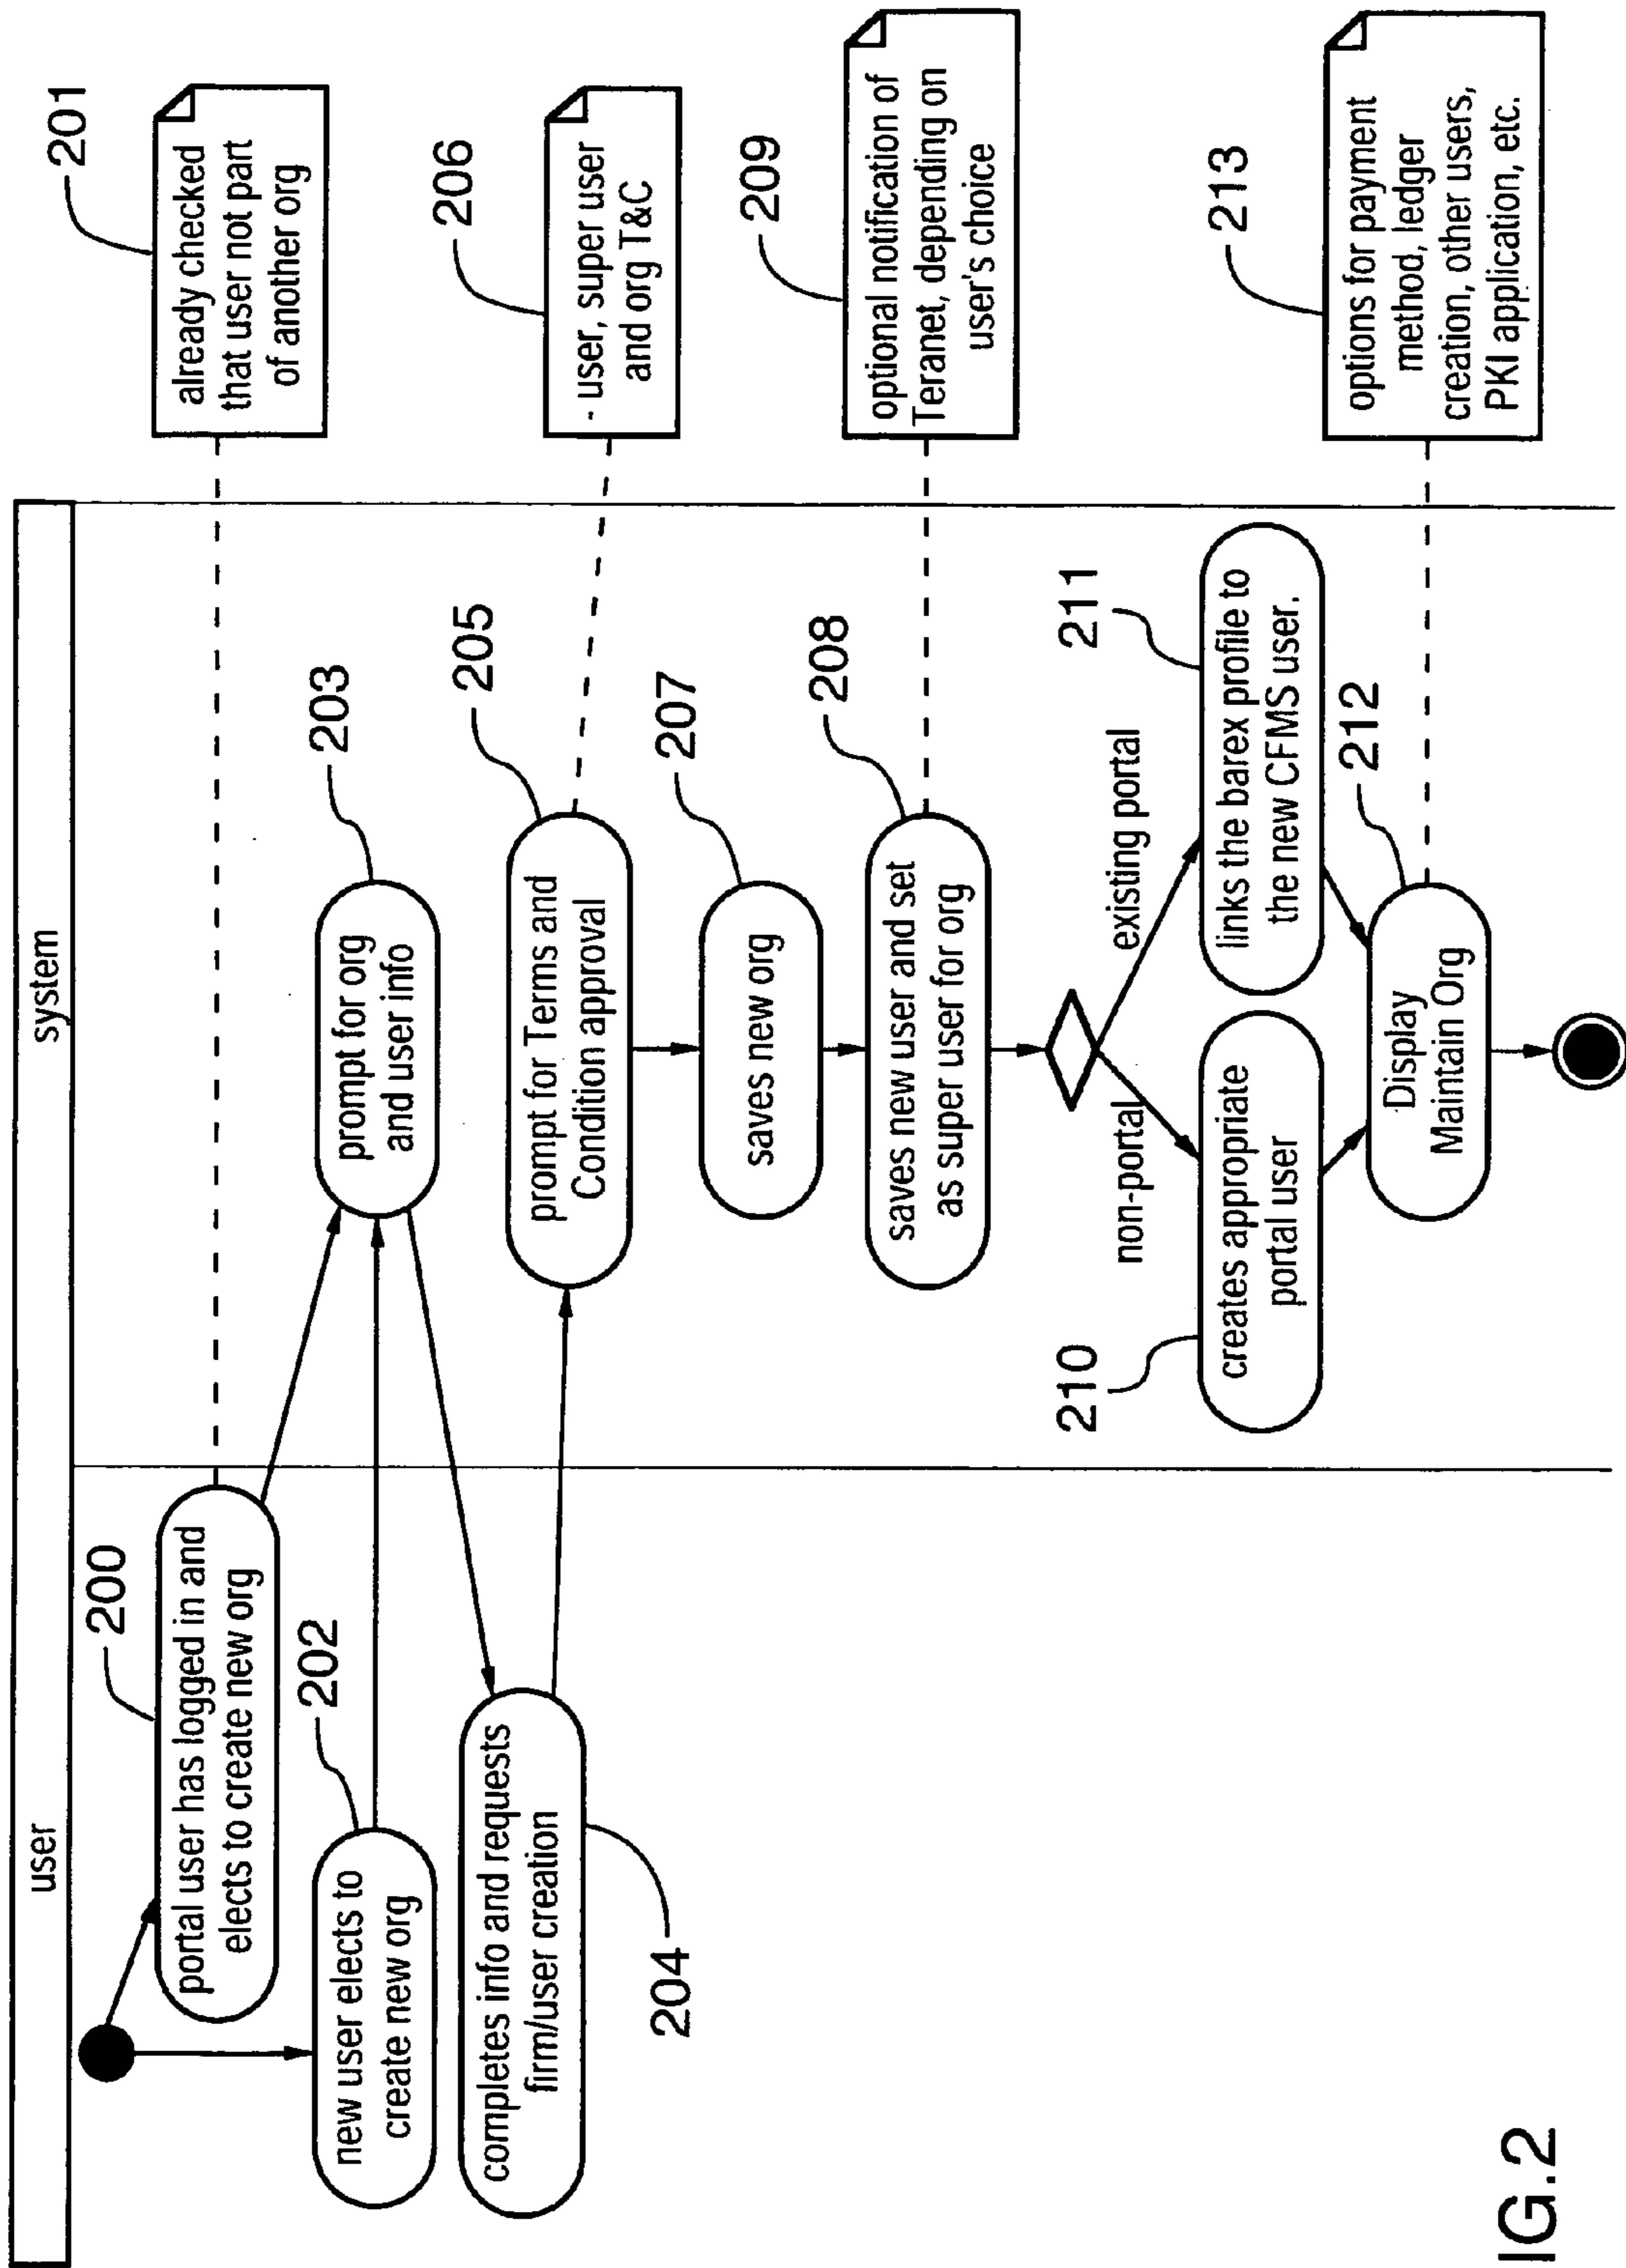 user
system
200
portal user has logged in and
elects to create new org
201
already checked
that user not part
of another org
202
new user elects to
create new org
203
prompt for org
and user info
204
completes info and requests
firm/user creation
205
prompt for Terms and
Condition approval
206
- user, super user
and org T&C
207
saves new org
208
saves new user and set
as super user for org
209
optional notification of
Teranet, depending on
user's choice
non-portal
existing portal
210
creates appropriate
portal user
211
links the barex profile to
the new CFMS user.
212
Display
Maintain Org
213
options for payment
method, ledger
creation, other users,
PKI application, etc.
IG.2